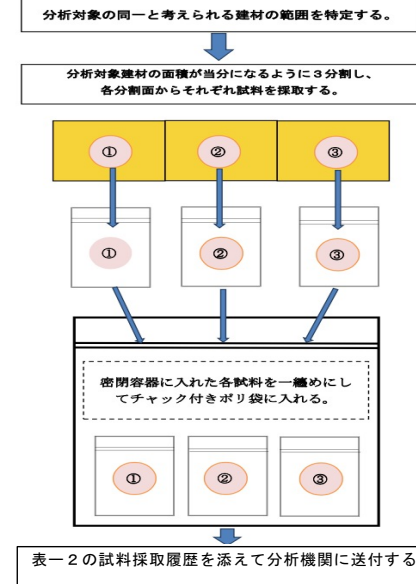 分析対象の同一と考えられる建材の範囲を特定する。
分析対象建材の面積が当分になるように3分割し、
各分割面からそれぞれ試料を採取する。
① ② ③
① ② ③
密閉容器に入れた各試料を一纏めにし
てチャック付きポリ袋に入れる。
① ② ③
表－2の試料採取履歴を添えて分析機関に送付する